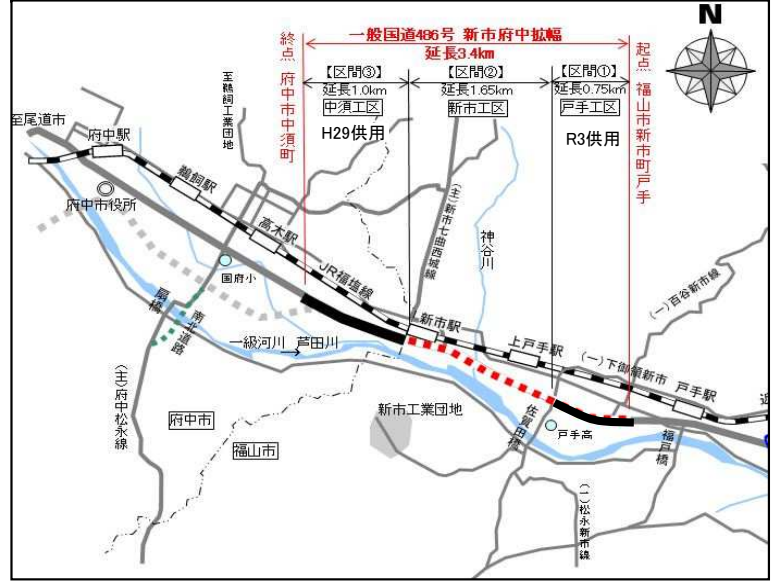 N
一般国道486号 新市府中拡幅
延長3.4km
終点 府中市中須町
起点 福山市新市町戸手
【区間③】
延長1.0km
中須工区
H29供用
【区間②】
延長1.65km
新市工区
【区間①】
延長0.75km
戸手工区
R3供用
至尾道市
府中駅
至鵜飼工業団地
鵜飼駅
府中市役所
高木駅
国府小
JR福塩線
(主)新市七曲西城線
神谷川
新市駅
上戸手駅
(一)下御領新市
戸手駅
(一)百谷新市線
扇橋
南北道路
一級河川 芦田川
(主)府中松永線
府中市
福山市
新市工業団地
佐賀田橋
戸手高
福戸橋
(一)松永新市線